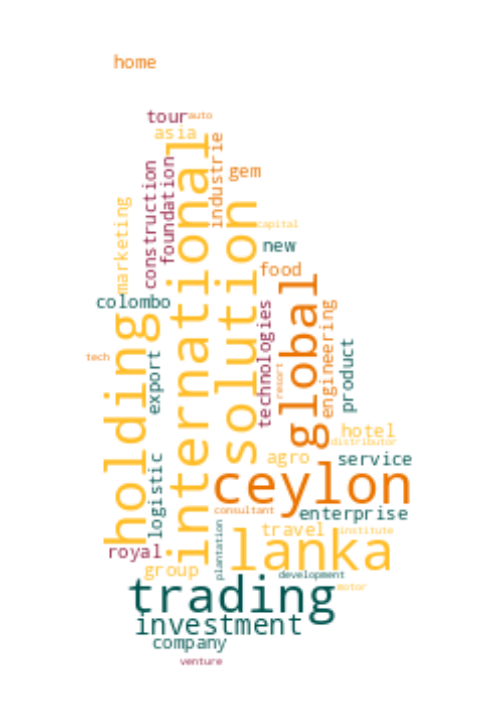 home
tour
auto
asia
industrie
international
foundation
construction
gem
marketing
solution
capital
new
food
colombo
global
technologies
engineering
holding
product
export
tech
resort
hotel
distributor
agro
service
logistic
ceylon
consultant
enterprise
plantation
travel
institute
lanka
royal
group
development
motor
trading
investment
company
venture